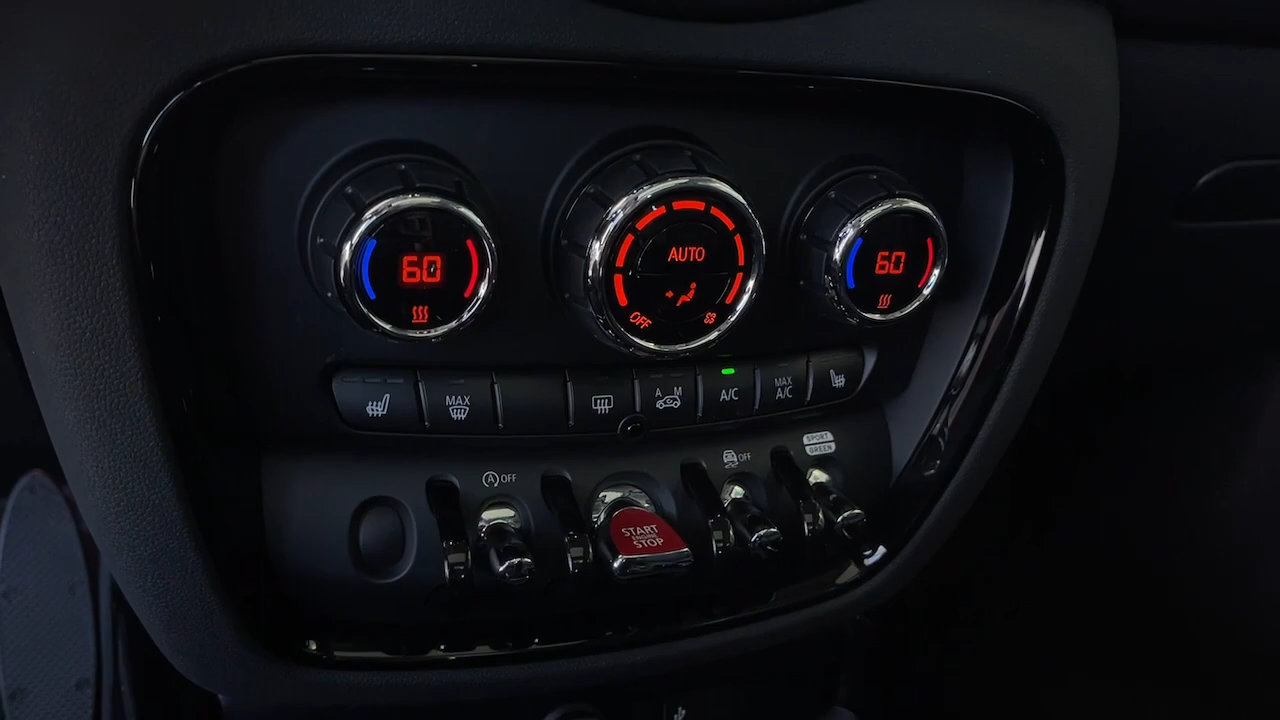 60
AUTO
OFF
60
MAX
A M
A/C
MAX
A/C
A OFF
START
ENGINE
STOP
OFF
SPORT
GREEN